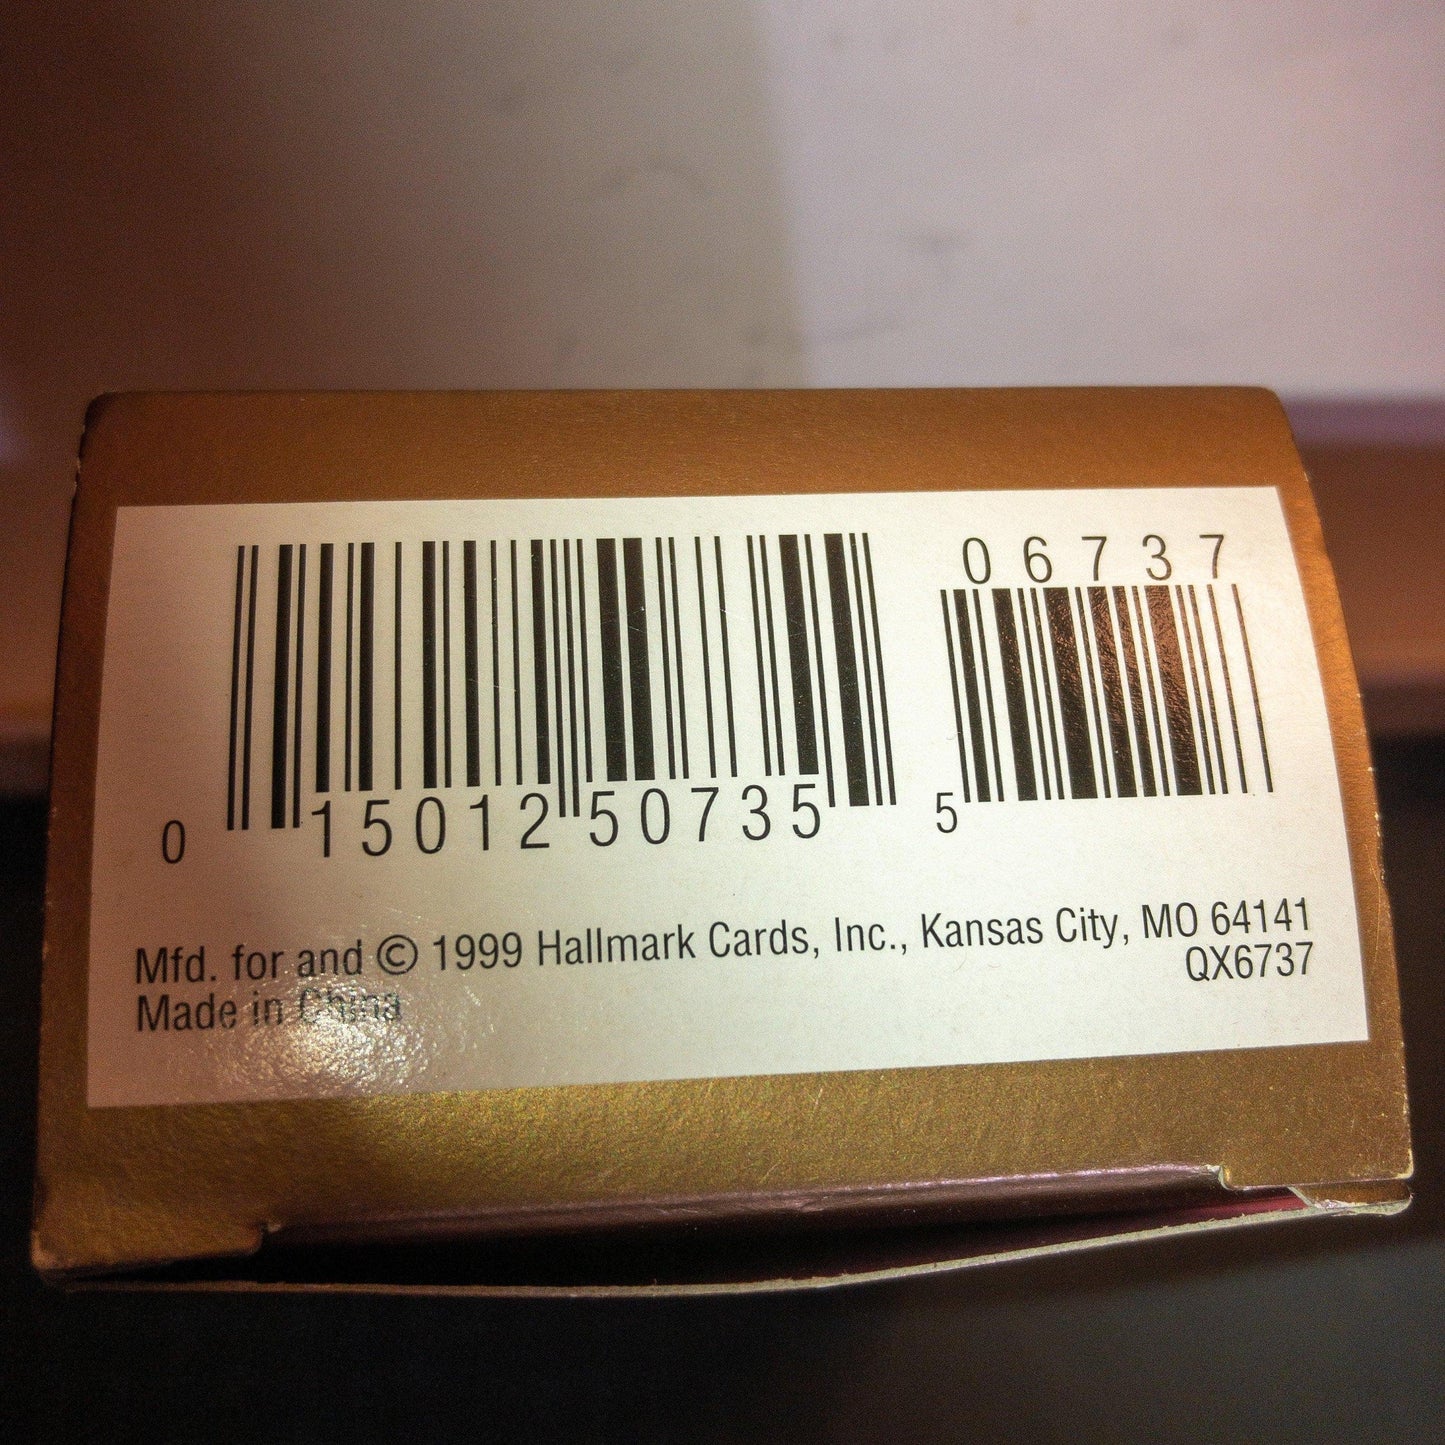 06737
0 15012 50735 5
Mfd. for and © 1999 Hallmark Cards, Inc., Kansas City, MO 64141
QX6737
Made in China